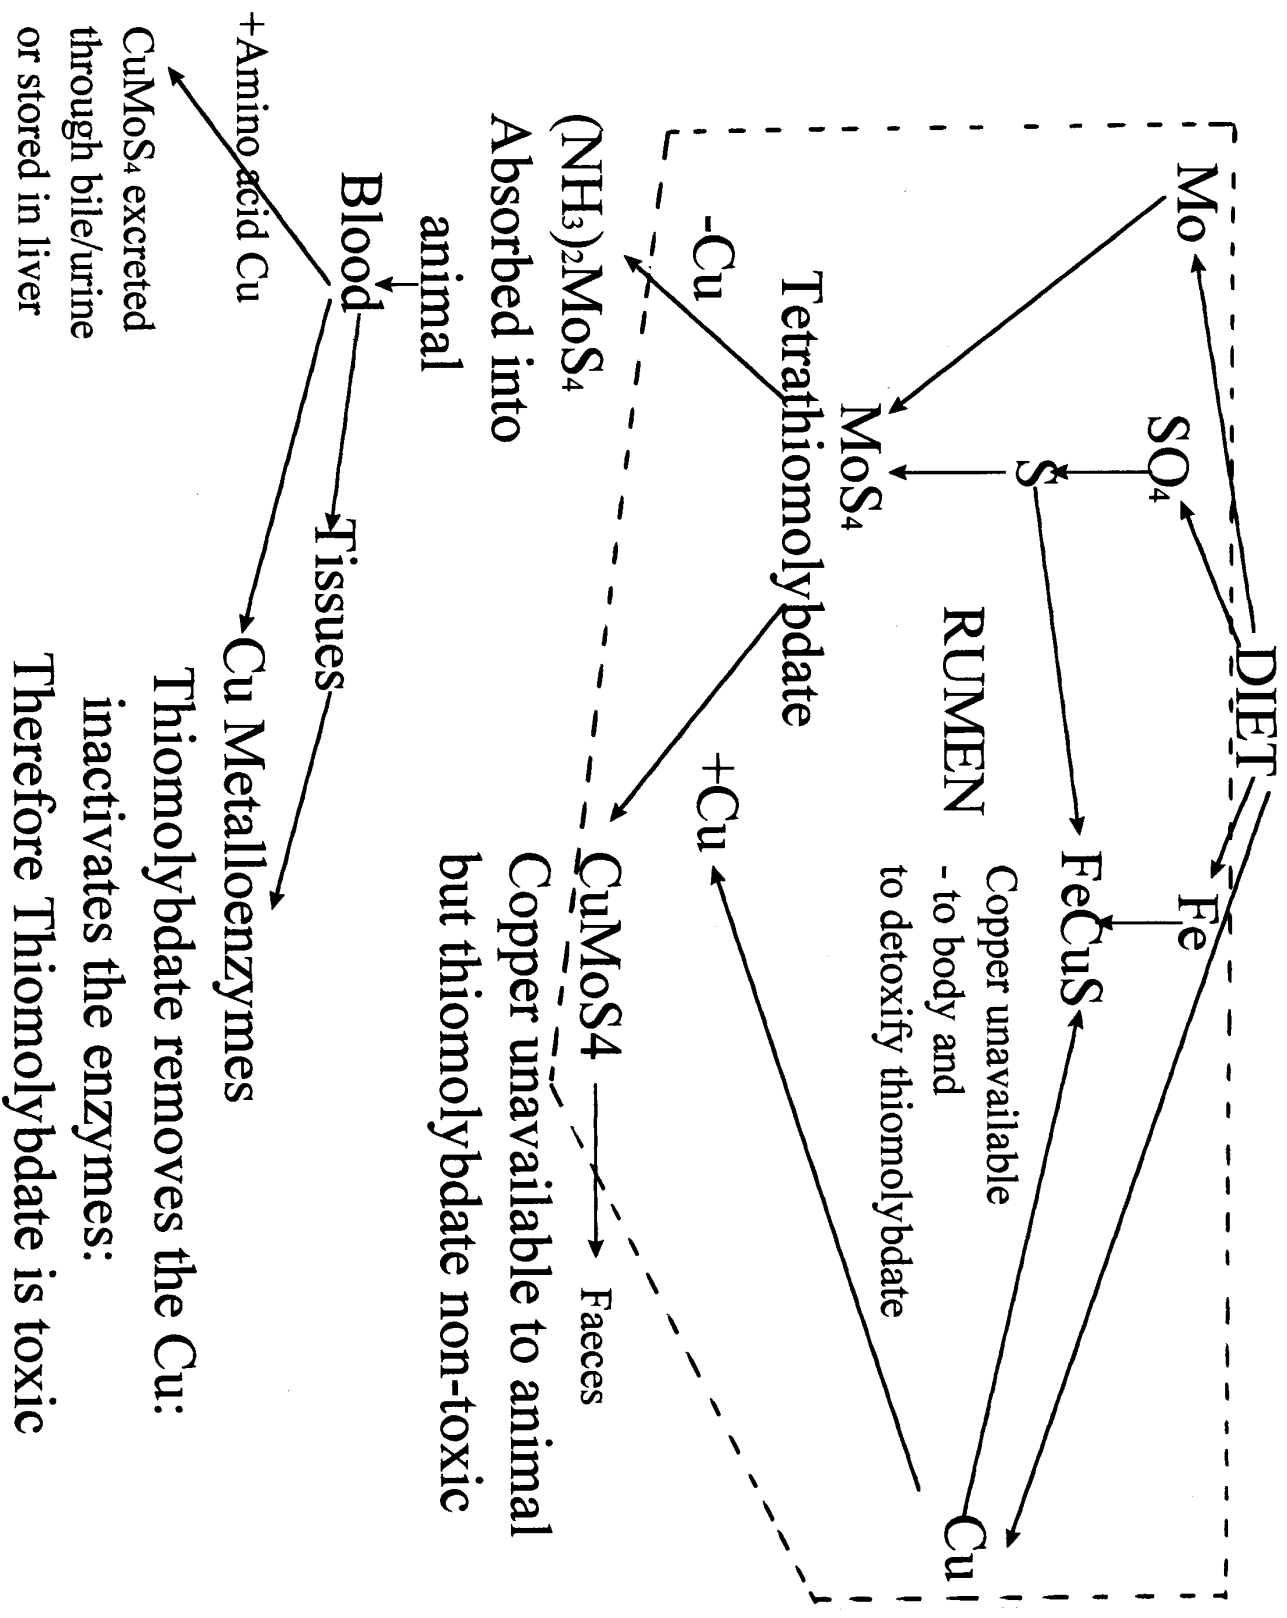 DIET
Mo
SO₄
Fe
S
FeCuS
Cu
RUMEN
Copper unavailable
- to body and
to detoxify thiomolybdate
MoS₄
Tetrathiomolybdate
-Cu
+Cu
(NH₃)₂MoS₄
Absorbed into
animal
CuMoS4
Faeces
Copper unavailable to animal
but thiomolybdate non-toxic
Blood
Tissues
+Amino acid Cu
CuMoS₄ excreted
through bile/urine
or stored in liver
Cu Metalloenzymes
Thiomolybdate removes the Cu:
inactivates the enzymes:
Therefore Thiomolybdate is toxic